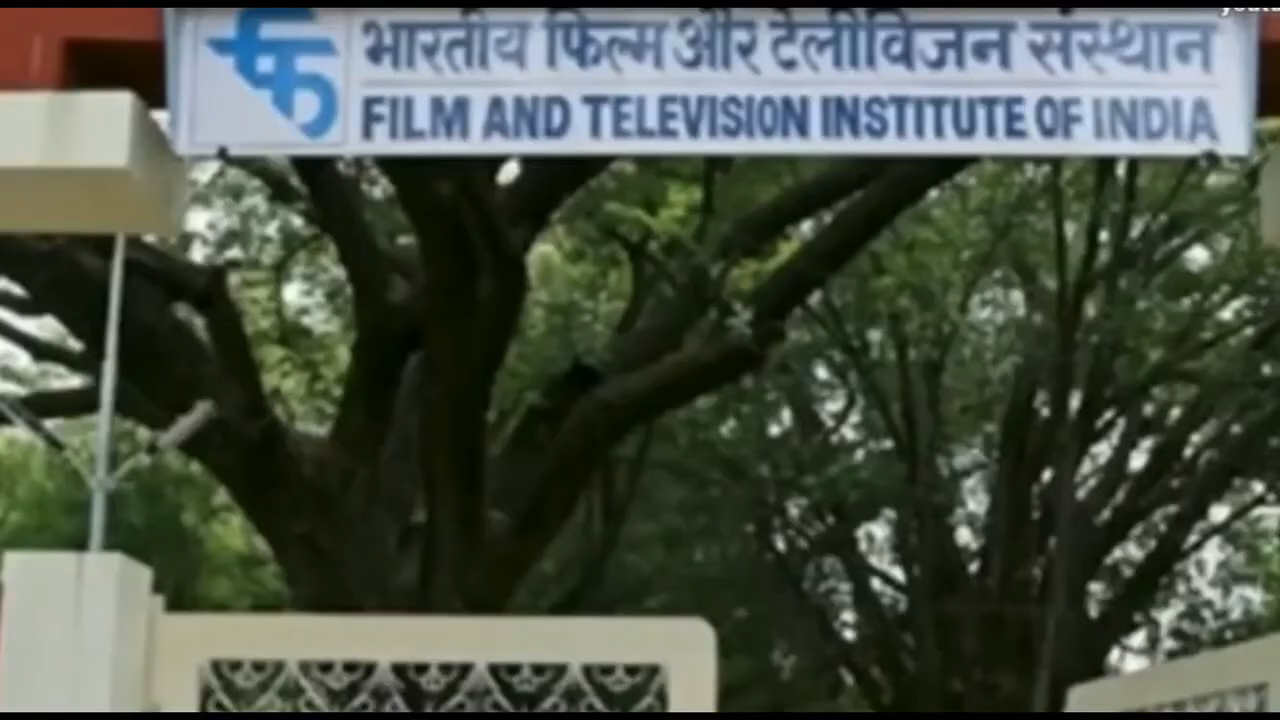 भारतीय फिल्म और टेलीविजन संस्थान
FILM AND TELEVISION INSTITUTE OF INDIA